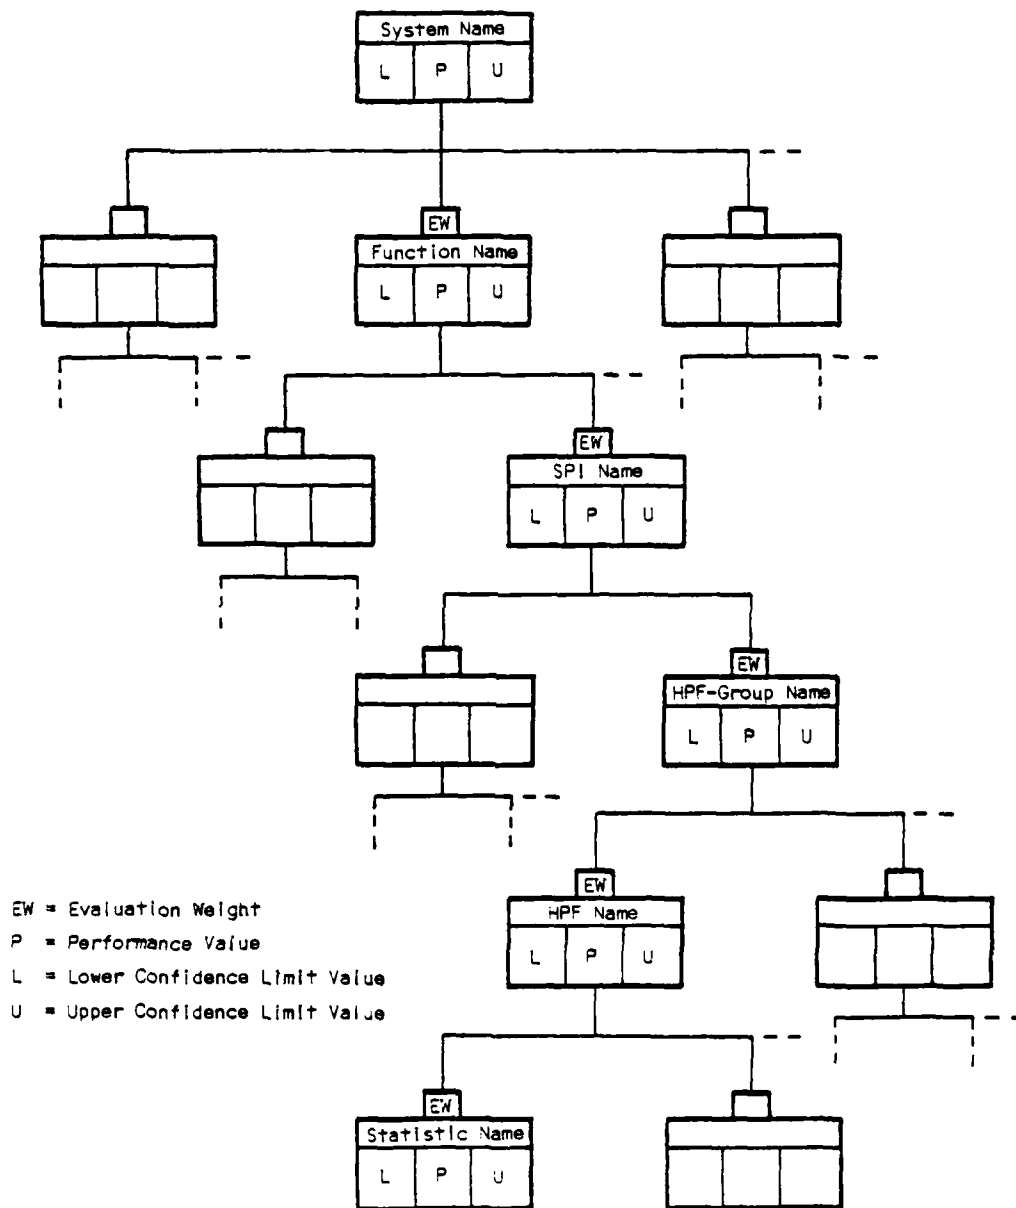 System Name
L P U
EW
Function Name
L P U
EW
SPI Name
L P U
EW
HPF-Group Name
L P U
EW
HPF Name
L P U
EW = Evaluation Weight
P = Performance Value
L = Lower Confidence Limit Value
U = Upper Confidence Limit Value
EW
Statistic Name
L P U